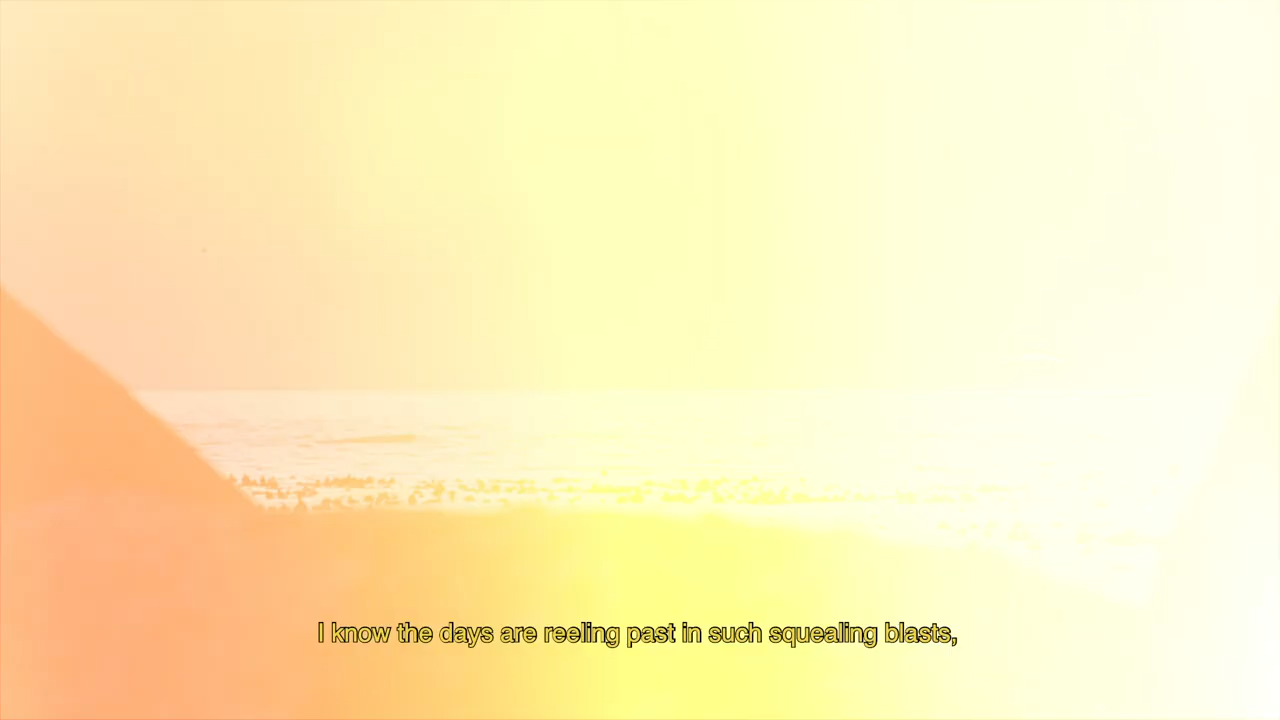 I know the days are reeling past in such squealing blasts,